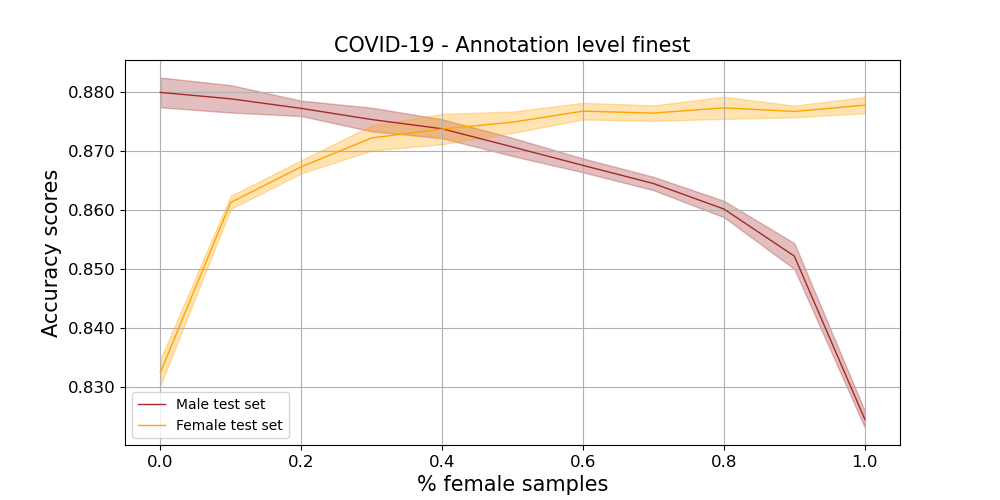 COVID-19 - Annotation level finest
Accuracy scores
0.880
0.870
0.860
0.850
0.840
0.830
Male test set
Female test set
0.0 0.2 0.4 0.6 0.8 1.0
% female samples